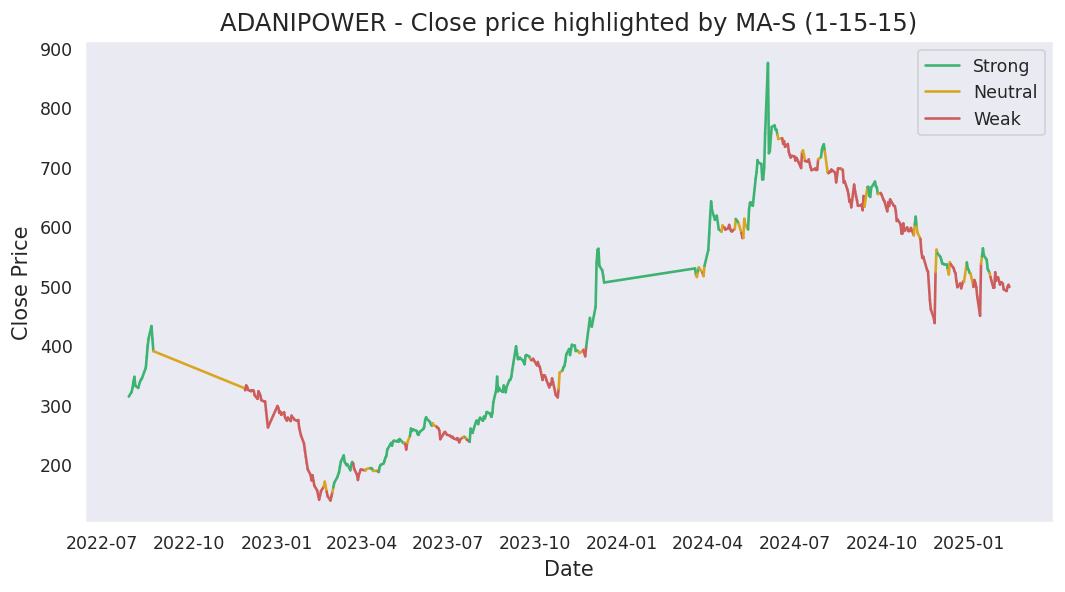 ADANIPOWER - Close price highlighted by MA-S (1-15-15)
Strong
Neutral
Weak
900
800
700
600
500
400
300
200
Close Price
2022-07 2022-10 2023-01 2023-04 2023-07 2023-10 2024-01 2024-04 2024-07 2024-10 2025-01
Date